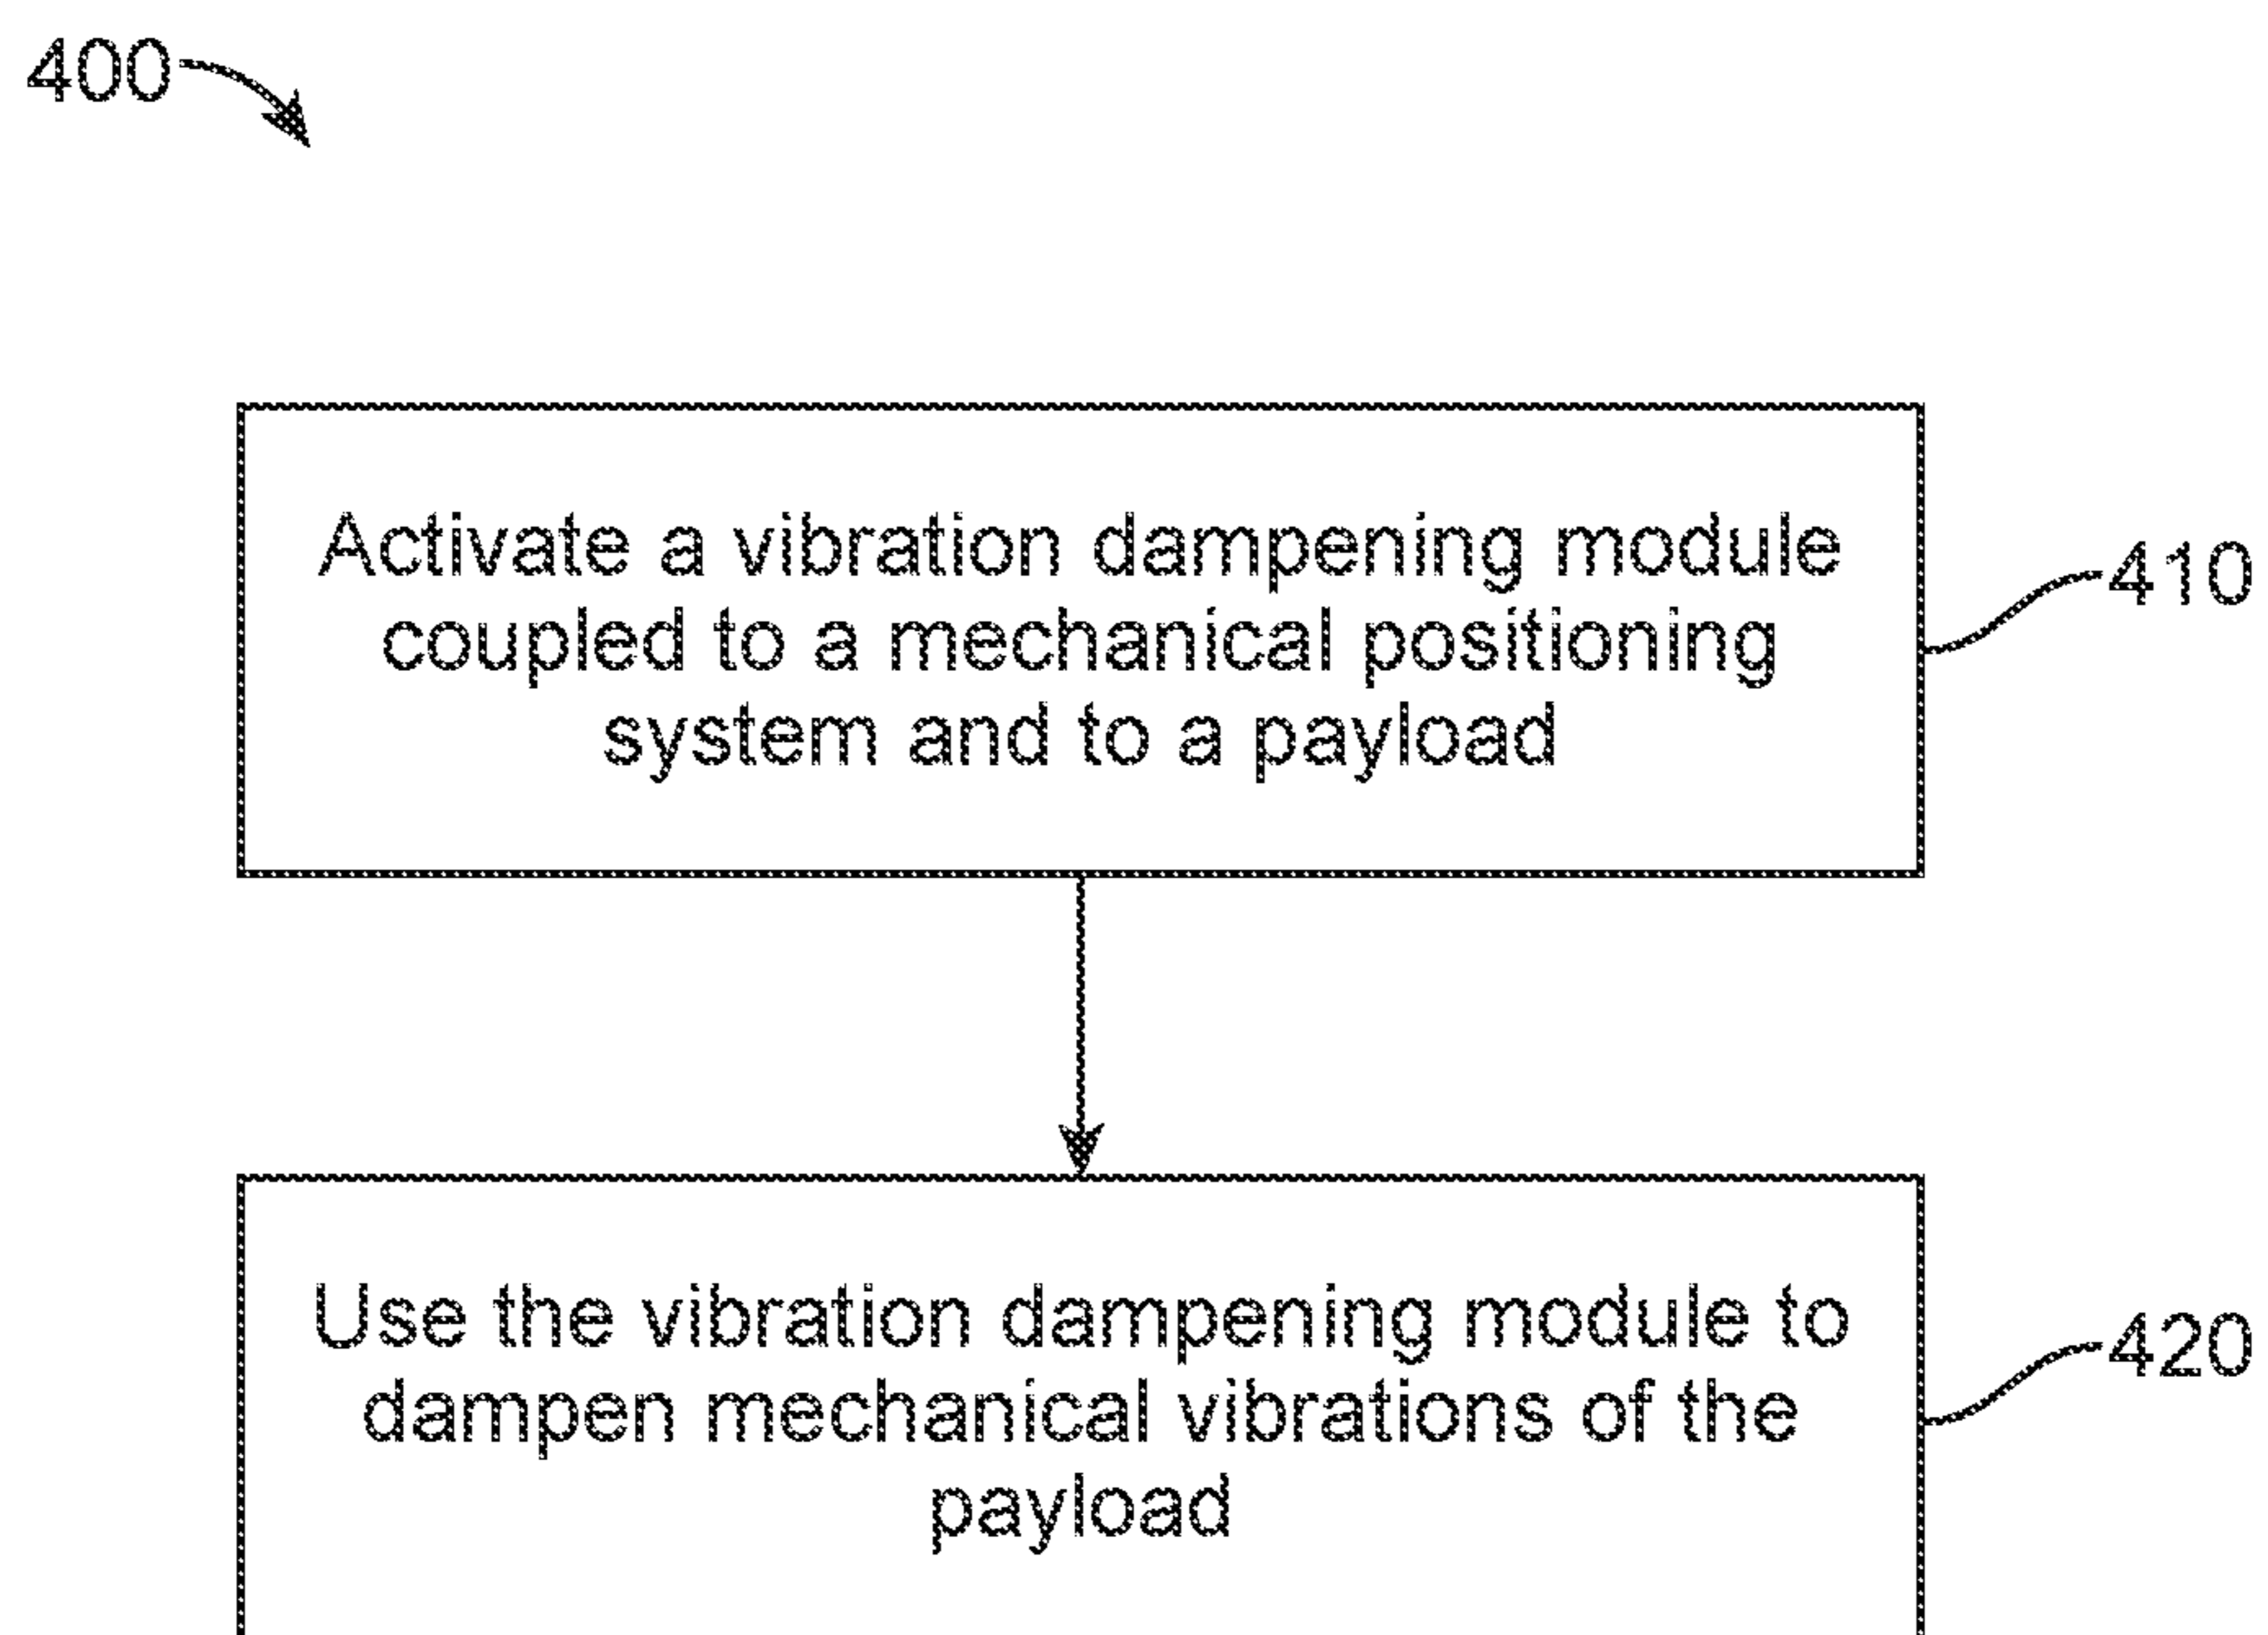 400
Activate a vibration dampening module
coupled to a mechanical positioning
system and to a payload
410
Use the vibration dampening module to
dampen mechanical vibrations of the
payload
420